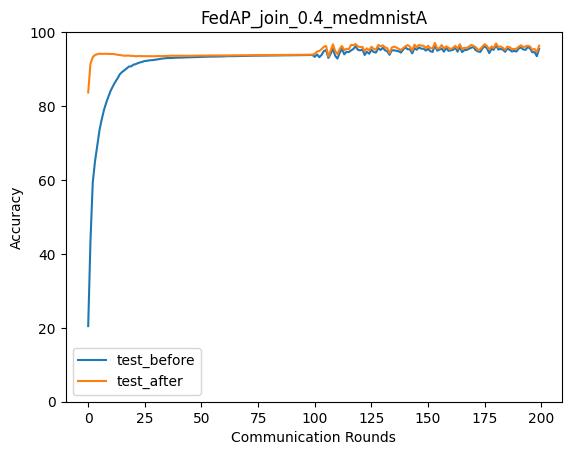 FedAP_join_0.4_medmnistA
100
80
60
40
20
0
Accuracy
test_before
test_after
0 25 50 75 100 125 150 175 200
Communication Rounds